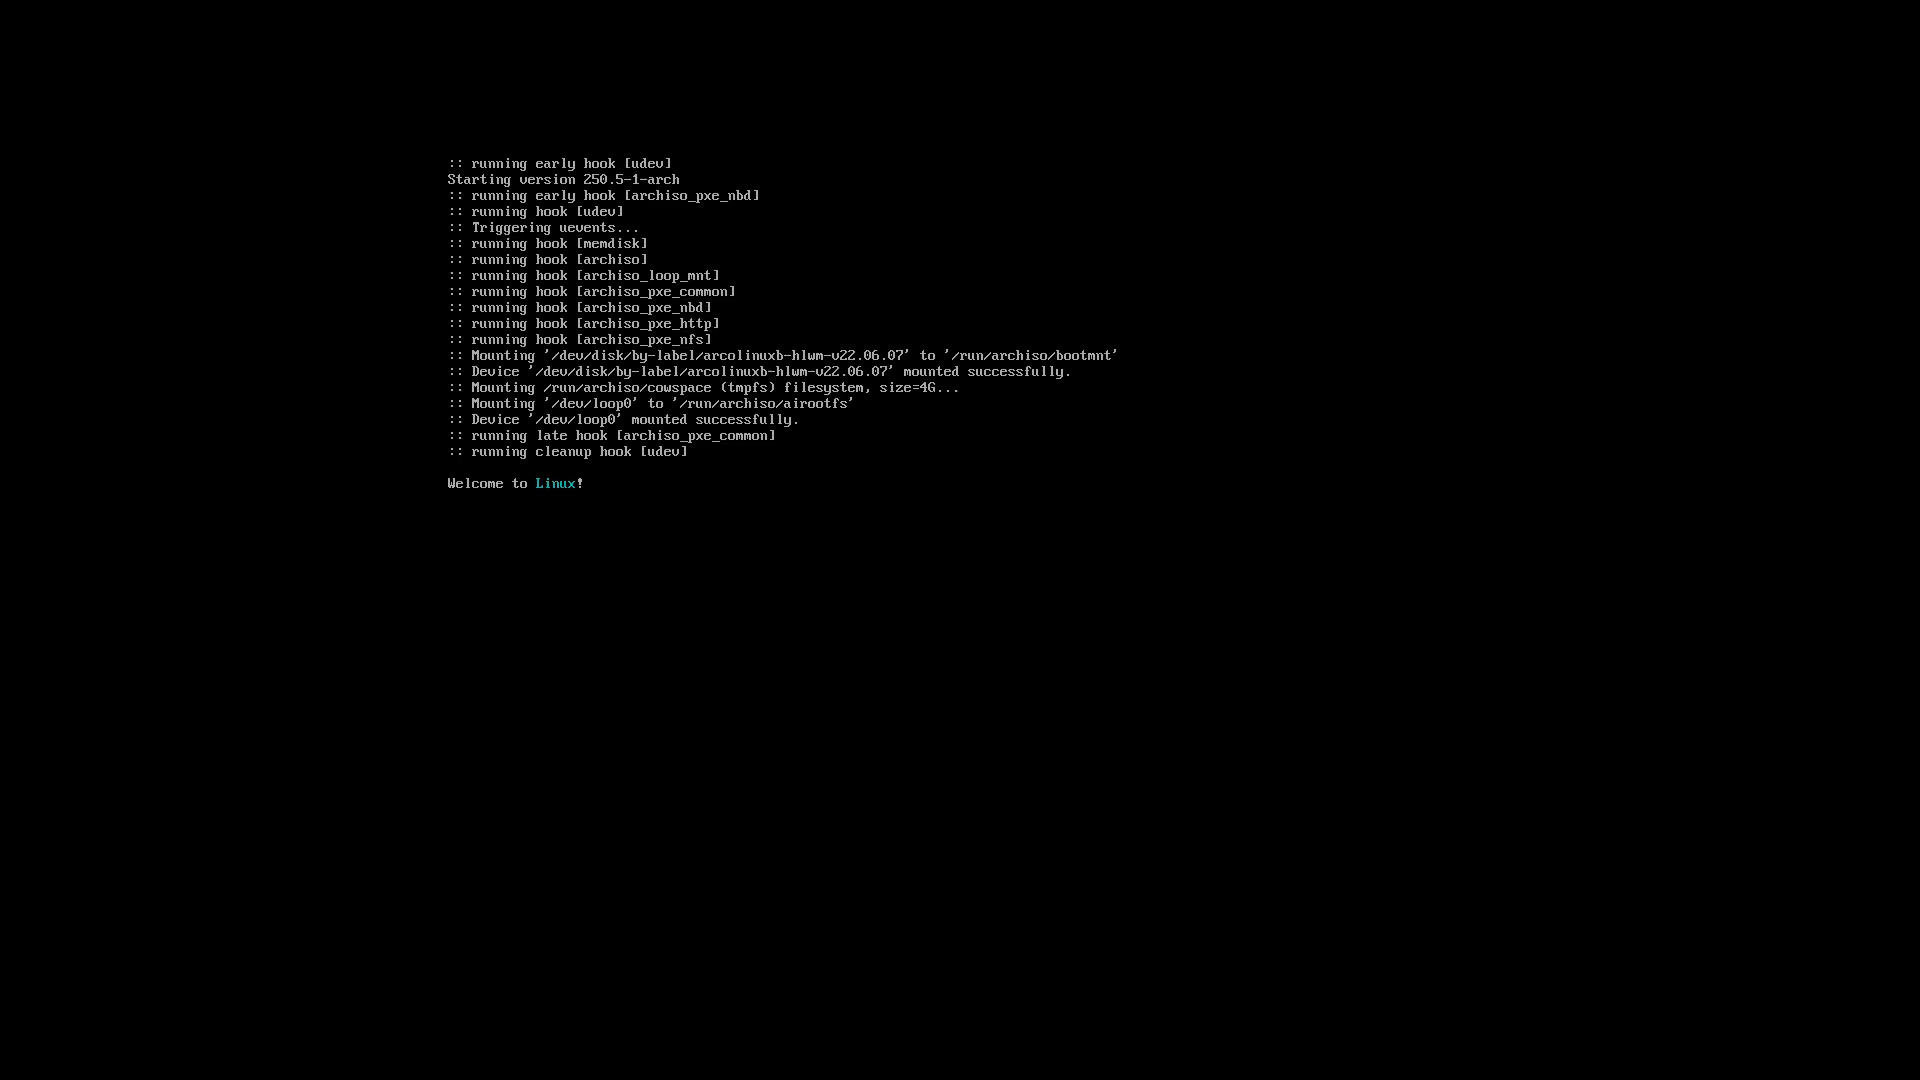 :: running early hook [udev]
Starting version 250.5-1-arch
:: running early hook [archiso_pxe_nbd]
:: running hook [udev]
:: Triggering uevents...
:: running hook [memdisk]
:: running hook [archiso]
:: running hook [archiso_loop_mnt]
:: running hook [archiso_pxe_common]
:: running hook [archiso_pxe_nbd]
:: running hook [archiso_pxe_http]
:: running hook [archiso_pxe_nfs]
:: Mounting '/dev/disk/by-label/arcolinuxb-hlwm-v22.06.07' to '/run/archiso/bootmnt'
:: Device '/dev/disk/by-label/arcolinuxb-hlwm-v22.06.07' mounted successfully.
:: Mounting /run/archiso/cowspace (tmpfs) filesystem, size=4G...
:: Mounting '/dev/loop0' to '/run/archiso/airootfs'
:: Device '/dev/loop0' mounted successfully.
:: running late hook [archiso_pxe_common]
:: running cleanup hook [udev]
Welcome to Linux!